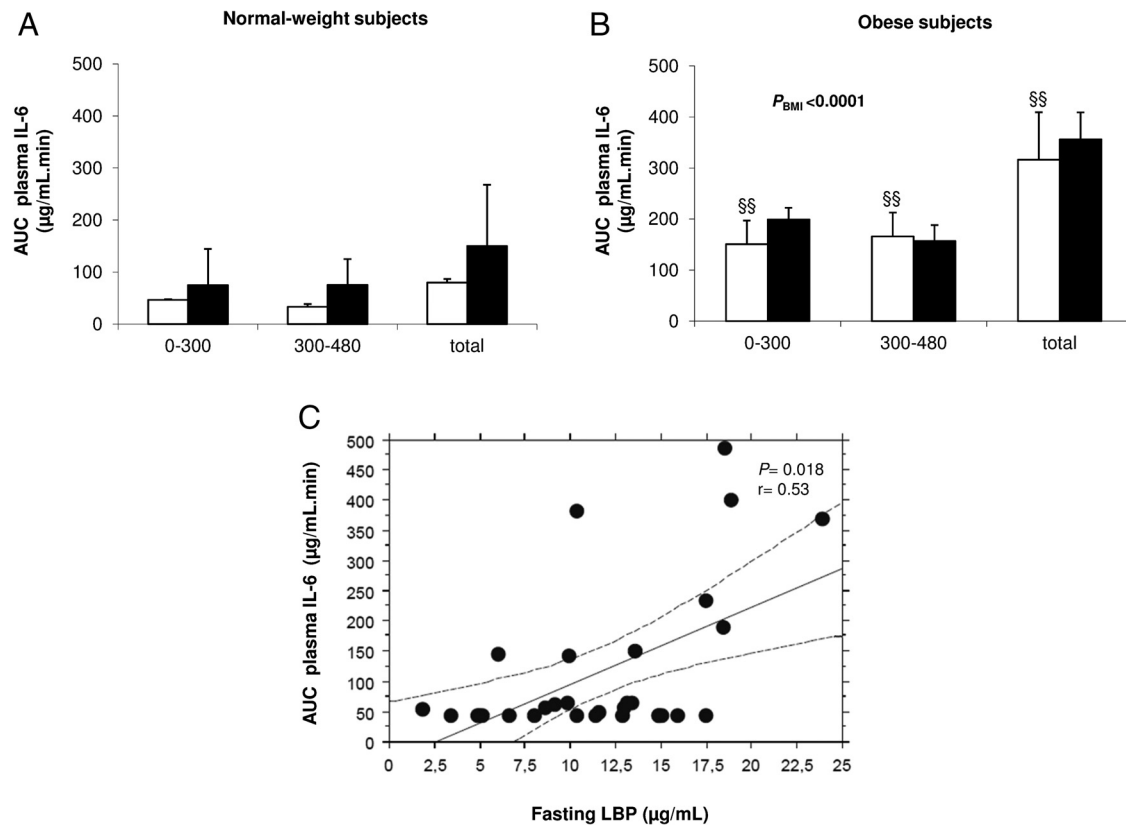 A
Normal-weight subjects
AUC plasma IL-6
(µg/mL.min)
500
400
300
200
100
0
0-300
300-480
total
B
Obese subjects
AUC plasma IL-6
(µg/mL.min)
500
400
300
200
100
0
P BMI <0.0001
§§
§§
§§
0-300
300-480
total
C
AUC plasma IL-6 (µg/mL.min)
500
450
400
350
300
250
200
150
100
50
0
P= 0.018
r= 0.53
0 2,5 5 7,5 10 12,5 15 17,5 20 22,5 25
Fasting LBP (µg/mL)